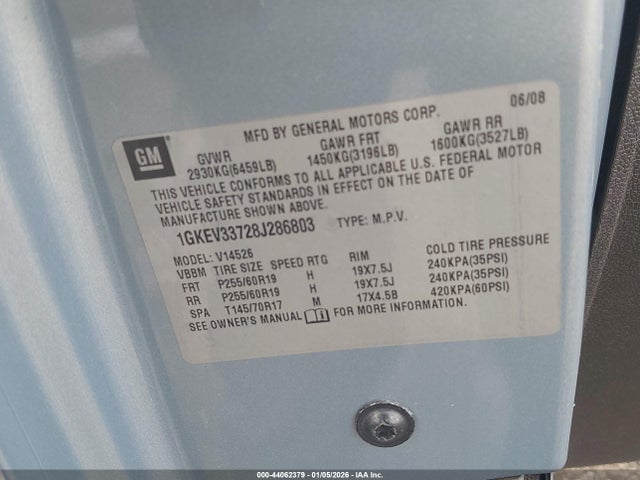 06/08
GM
MFD BY GENERAL MOTORS CORP.
GVWR GAWR FRT GAWR RR
2930KG(6459LB) 1450KG(3196LB) 1600KG(3527LB)
THIS VEHICLE CONFORMS TO ALL APPLICABLE U.S. FEDERAL MOTOR
VEHICLE SAFETY STANDARDS IN EFFECT ON THE DATE OF
MANUFACTURE SHOWN ABOVE.
1GKEV33728J286803 TYPE: M.P.V.
MODEL: V14526
VBBM TIRE SIZE SPEED RTG RIM COLD TIRE PRESSURE
FRT P255/60R19 H 19X7.5J 240KPA(35PSI)
RR P255/60R19 H 19X7.5J 240KPA(35PSI)
SPA T145/70R17 M 17X4.5B 420KPA(60PSI)
SEE OWNER'S MANUAL FOR MORE INFORMATION.
000-44062379 - 01/05/2026 - IAA Inc.